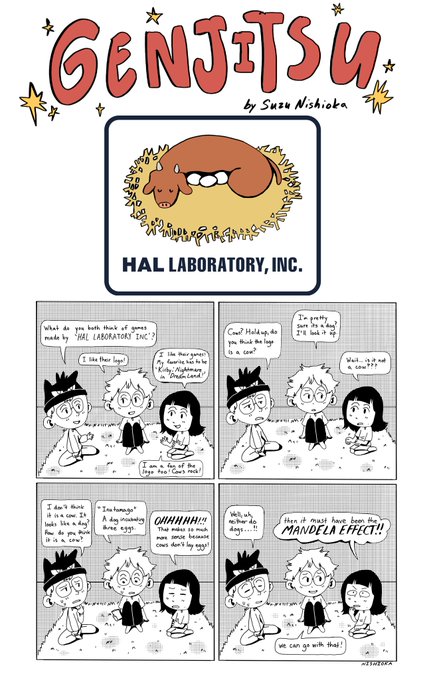 GENJITSU
by Suzu Nishioka
HAL LABORATORY, INC.
What do you both think of games
made by 'HAL LABORATORY INC'?
I like their logo!
I like their games!
My favorite has to be
"Kirby: Nightmare
in Dream Land."
I am a fan of the
logo too! Cows rock!
Cows? Hold up, do
you think the logo
is a cow?
I'm pretty
sure its a dog?
I'll look it up
Wait... is it not
a cow???
I don't think
it is a cow. It
looks like a dog?
How do you think
it is a cow?
"Inutamago"
A dog incubating
three eggs.
OHHHHH!!!
That makes so much
more sense because
cows don't lay eggs!
Well, uh,
neither do
dogs....!!
then it must have been the
MANDELA EFFECT!!
We can go with that!
NISHIOKA